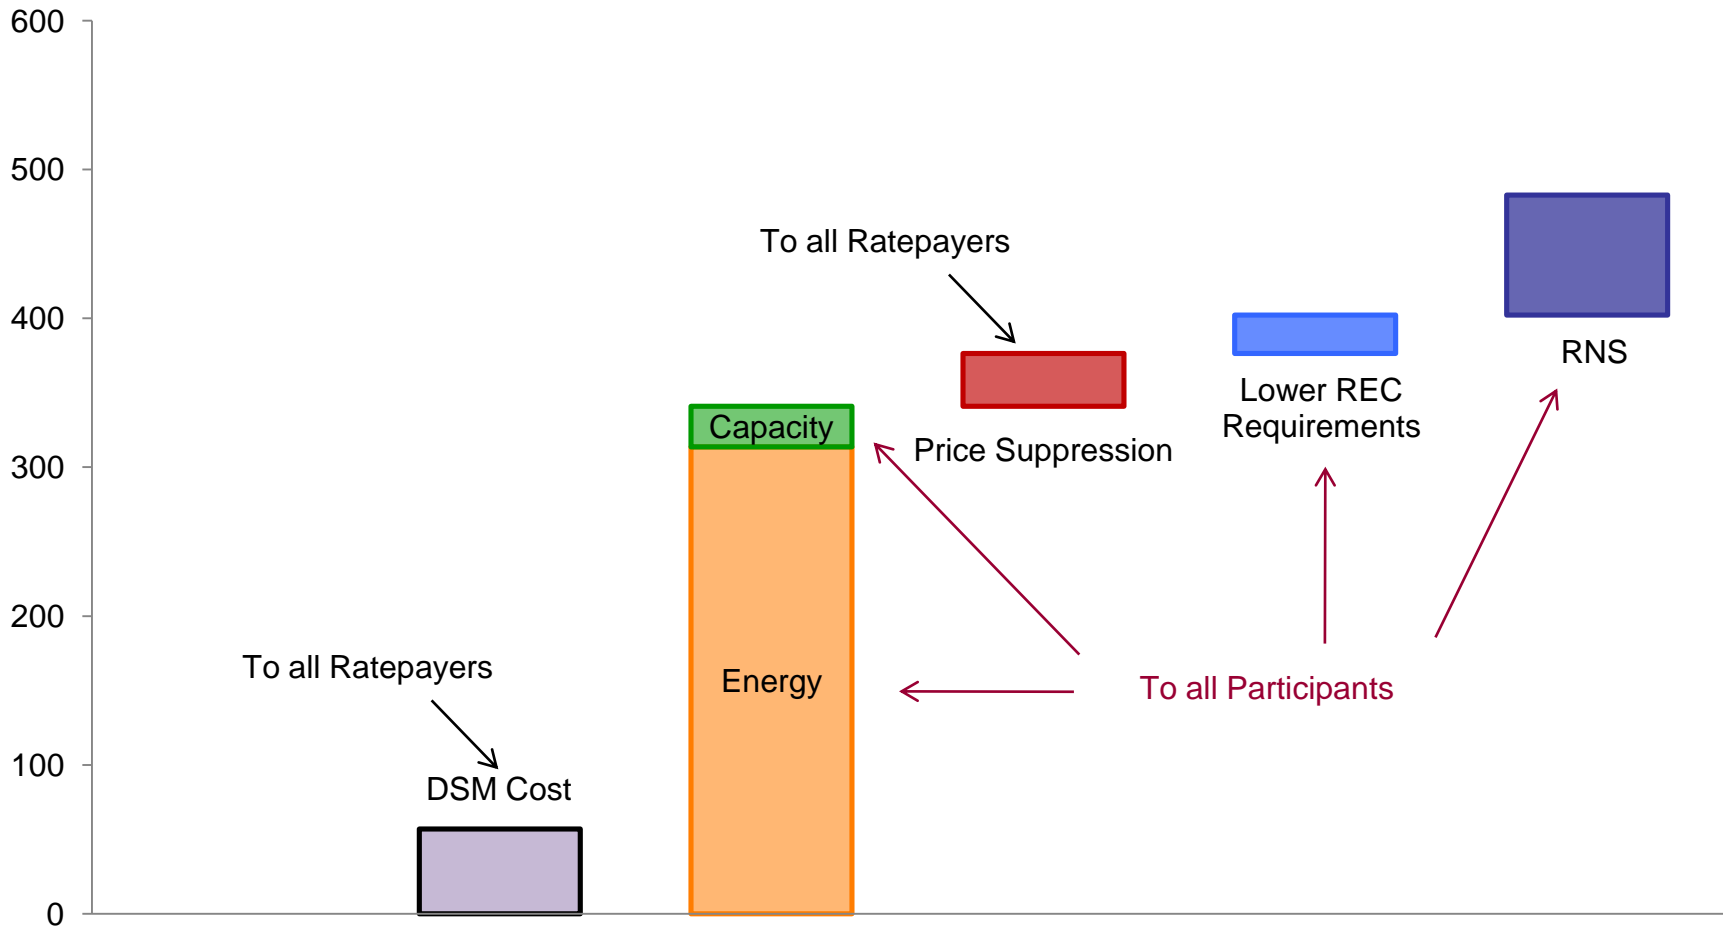 600
500
400
300
200
100
0
To all Ratepayers
DSM Cost
Capacity
Energy
To all Ratepayers
Price Suppression
Lower REC
Requirements
RNS
To all Participants